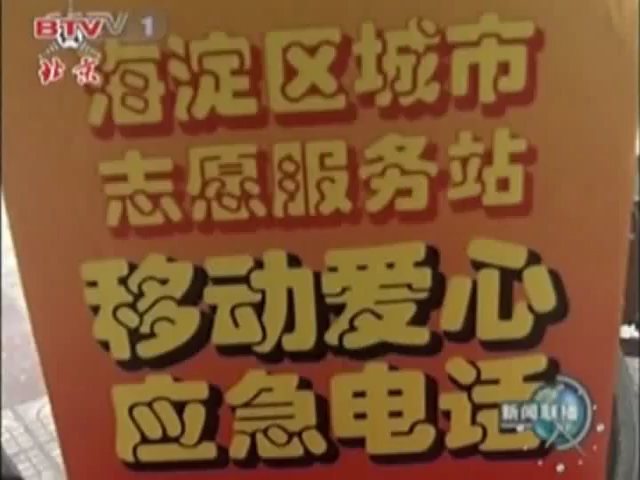 BTV 1
北京
海淀区城市
志愿服务站
移动爱心
应急电话
新闻联播